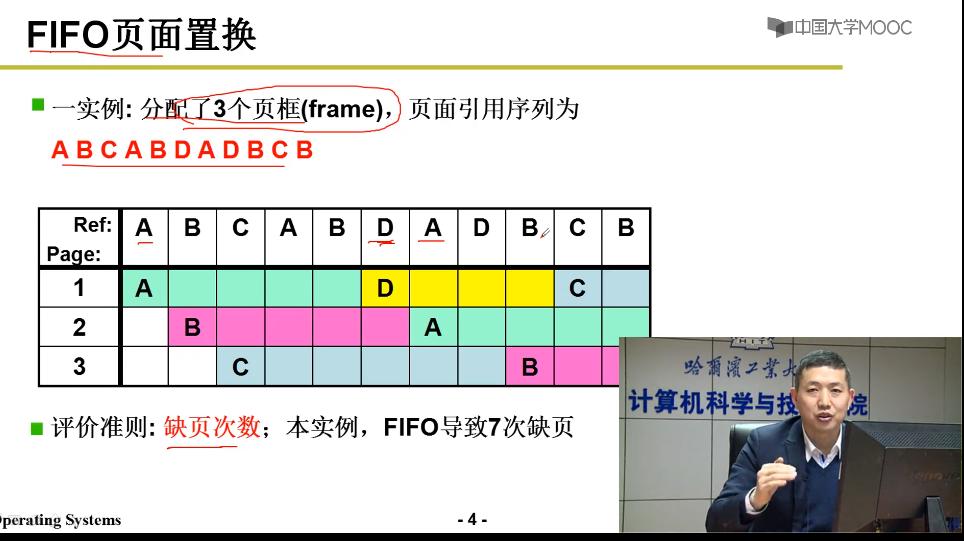 FIFO页面置换
中国大学MOOC
一实例: 分配了3个页框(frame)，页面引用序列为
A B C A B D A D B C B
Ref: A B C A B D A D B C B
Page:
1 A D C
2 B A
3 C B
评价准则: 缺页次数；本实例，FIFO导致7次缺页
哈尔滨工业大
计算机科学与技 院
Operating Systems
- 4 -